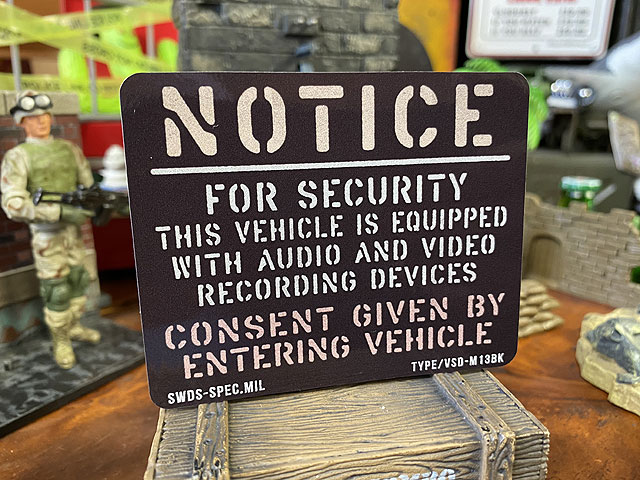 NOTICE
FOR SECURITY
THIS VEHICLE IS EQUIPPED
WITH AUDIO AND VIDEO
RECORDING DEVICES
CONSENT GIVEN BY
ENTERING VEHICLE
TYPE/VSD-M13BK
SWDS-SPEC.MIL